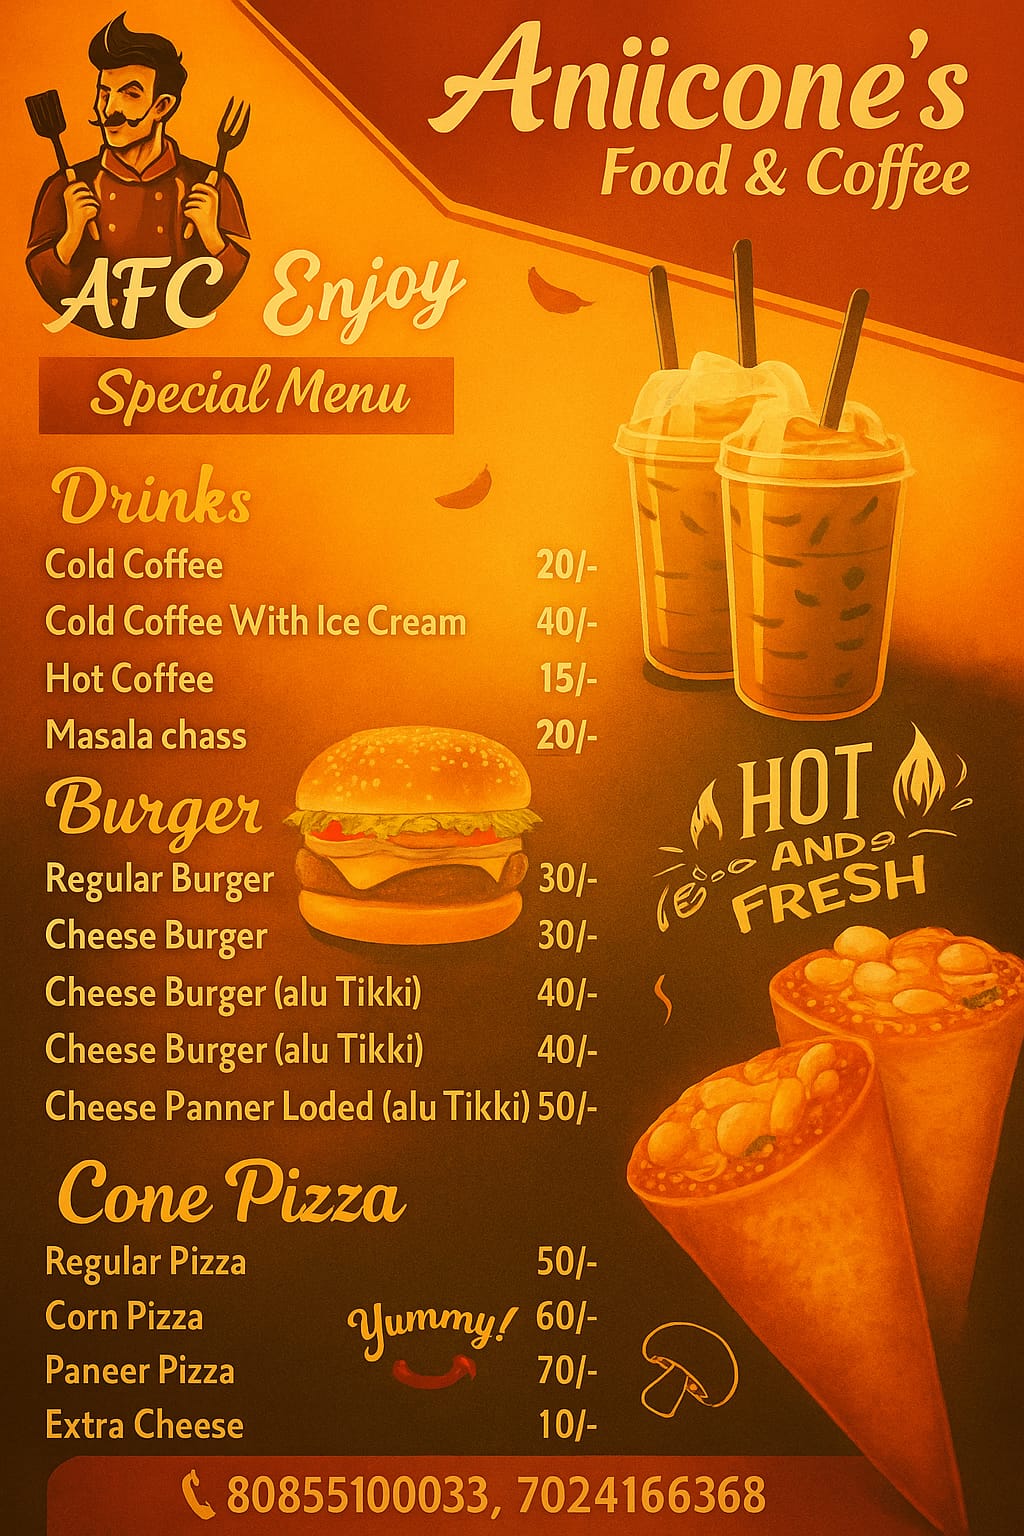 Aniicone's
Food & Coffee
AFC Enjoy
Special Menu
Drinks
Cold Coffee 20/-
Cold Coffee With Ice Cream 40/-
Hot Coffee 15/-
Masala chass 20/-
Burger
Regular Burger 30/-
Cheese Burger 30/-
Cheese Burger (alu Tikki) 40/-
Cheese Burger (alu Tikki) 40/-
Cheese Panner Loded (alu Tikki) 50/-
HOT
AND
FRESH
Cone Pizza
Regular Pizza 50/-
Corn Pizza 60/-
Yummy!
Paneer Pizza 70/-
Extra Cheese 10/-
80855100033, 7024166368